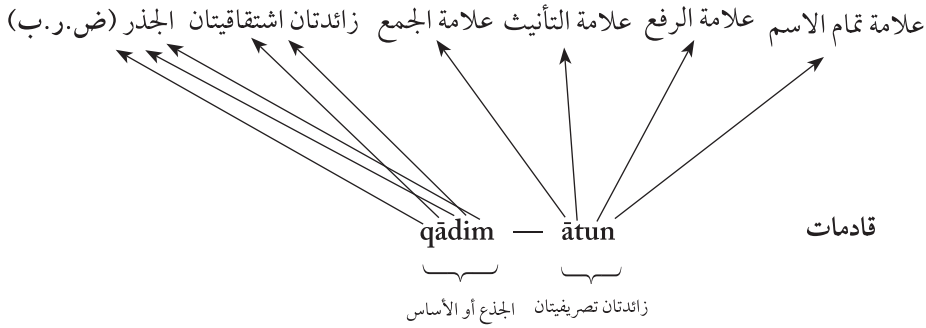 علامة تمام الاسم علامة الرفع علامة التأنيث علامة الجمع زائدتان اشتقاقيتان الجذر (ض.ر.ب)
قادمات qādim — ātun
زائدتان تصريفيتان الجذع أو الأساس